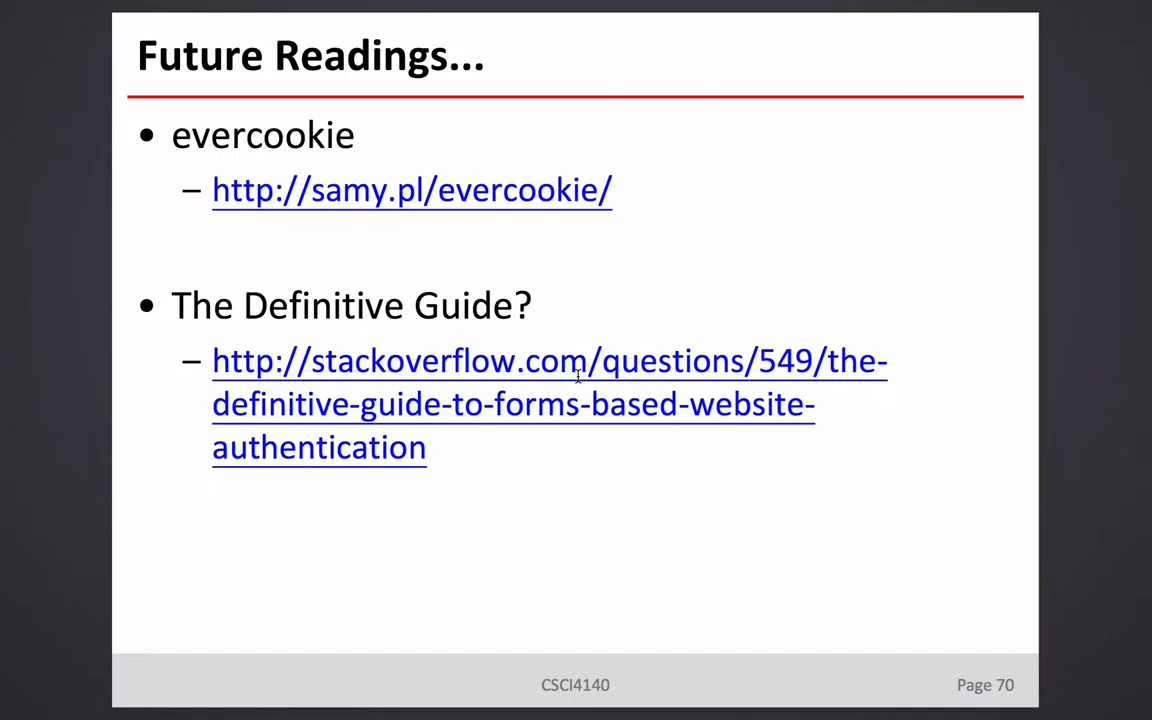 Future Readings...
• evercookie
– http://samy.pl/evercookie/
• The Definitive Guide?
– http://stackoverflow.com/questions/549/the-
definitive-guide-to-forms-based-website-
authentication
CSCI4140
Page 70